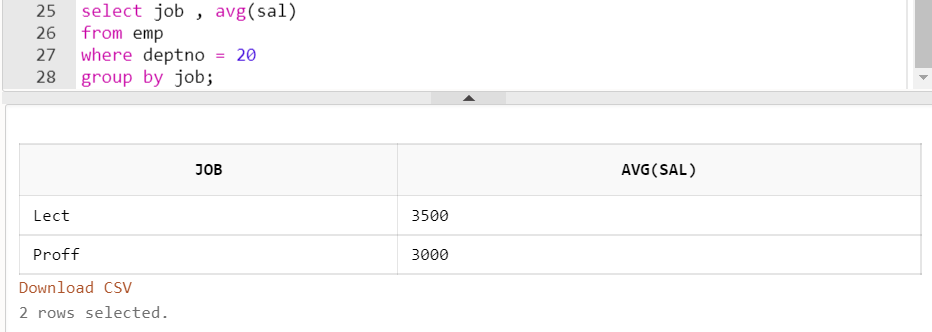 25 select job , avg(sal)
26 from emp
27 where deptno = 20
28 group by job;
JOB AVG(SAL)
Lect 3500
Proff 3000
Download CSV
2 rows selected.